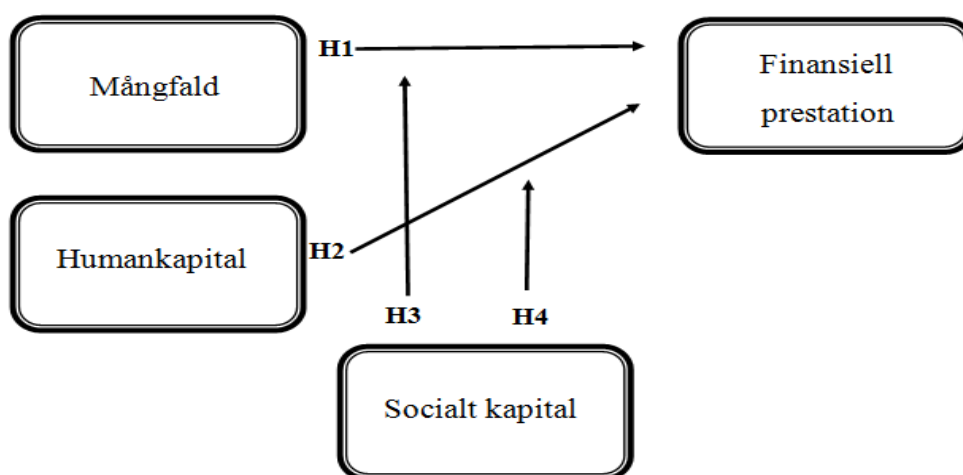 H1
Mångfald
Finansiell
prestation
Humankapital
H2
H3
H4
Socialt kapital